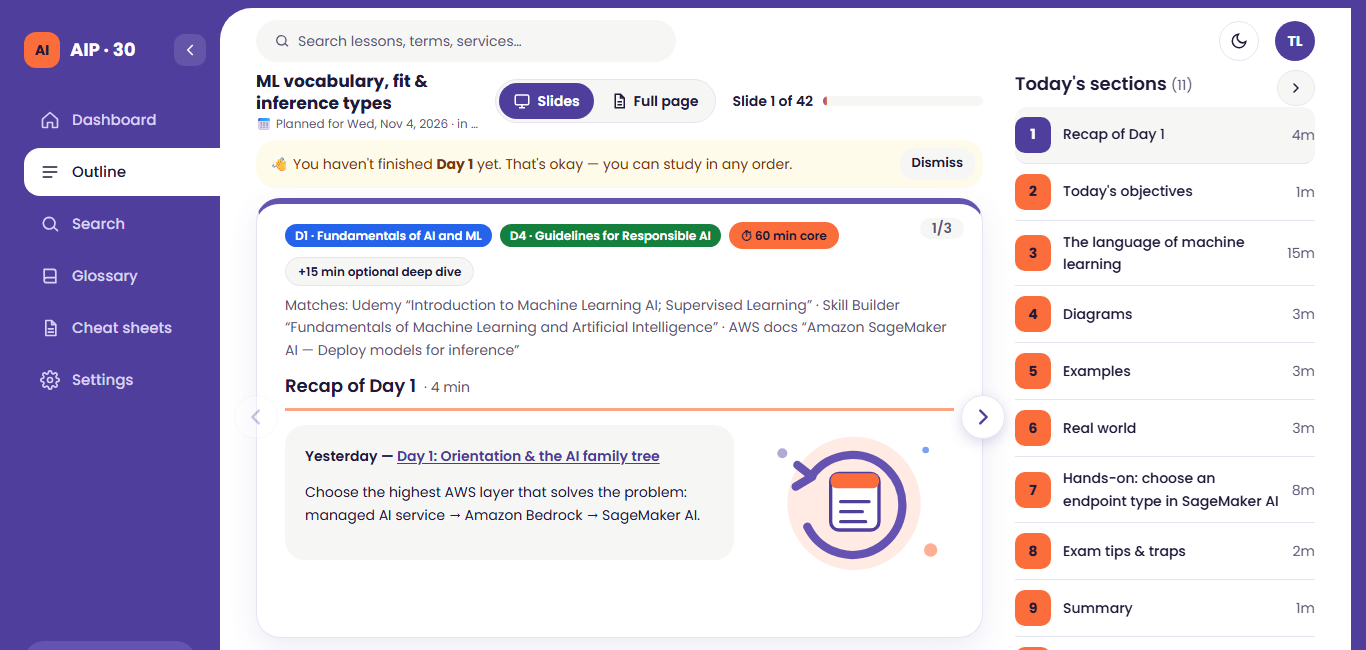 AI AIP · 30
Dashboard
Outline
Search
Glossary
Cheat sheets
Settings
Search lessons, terms, services...
TL
ML vocabulary, fit &
inference types
Planned for Wed, Nov 4, 2026 · in ...
Slides
Full page
Slide 1 of 42
👋 You haven't finished Day 1 yet. That's okay — you can study in any order.
Dismiss
D1 · Fundamentals of AI and ML
D4 · Guidelines for Responsible AI
⏱ 60 min core
1/3
+15 min optional deep dive
Matches: Udemy “Introduction to Machine Learning AI; Supervised Learning” · Skill Builder
“Fundamentals of Machine Learning and Artificial Intelligence” · AWS docs “Amazon SageMaker
AI — Deploy models for inference”
Recap of Day 1 · 4 min
Yesterday — Day 1: Orientation & the AI family tree
Choose the highest AWS layer that solves the problem:
managed AI service → Amazon Bedrock → SageMaker AI.
Today's sections (11)
1 Recap of Day 1 4m
2 Today's objectives 1m
3 The language of machine
learning 15m
4 Diagrams 3m
5 Examples 3m
6 Real world 3m
7 Hands-on: choose an
endpoint type in SageMaker AI 8m
8 Exam tips & traps 2m
9 Summary 1m